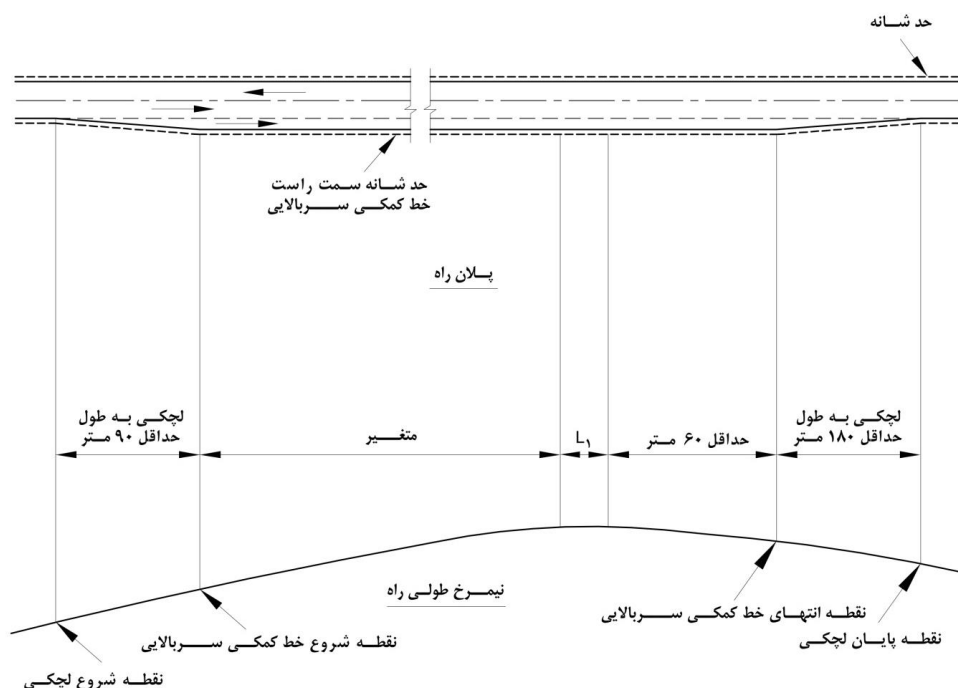 حد شانه
حد شانه سمت راست
خط کمکی سربالایی
پلان راه
لچکی به طول
حداقل ۹۰ متر
متغیر
L۱
حداقل ۶۰ متر
لچکی به طول
حداقل ۱۸۰ متر
نیمرخ طولی راه
نقطه شروع لچکی
نقطه شروع خط کمکی سربالایی
نقطه انتهای خط کمکی سربالایی
نقطه پایان لچکی